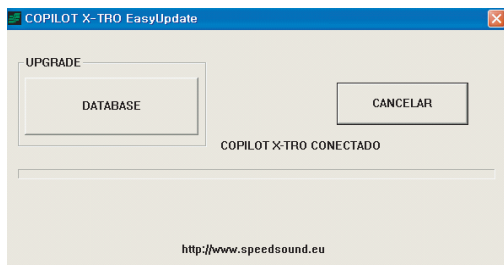 COPILOT X-TRO EasyUpdate
UPGRADE
DATABASE
CANCELAR
COPILOT X-TRO CONECTADO
http://www.speedsound.eu